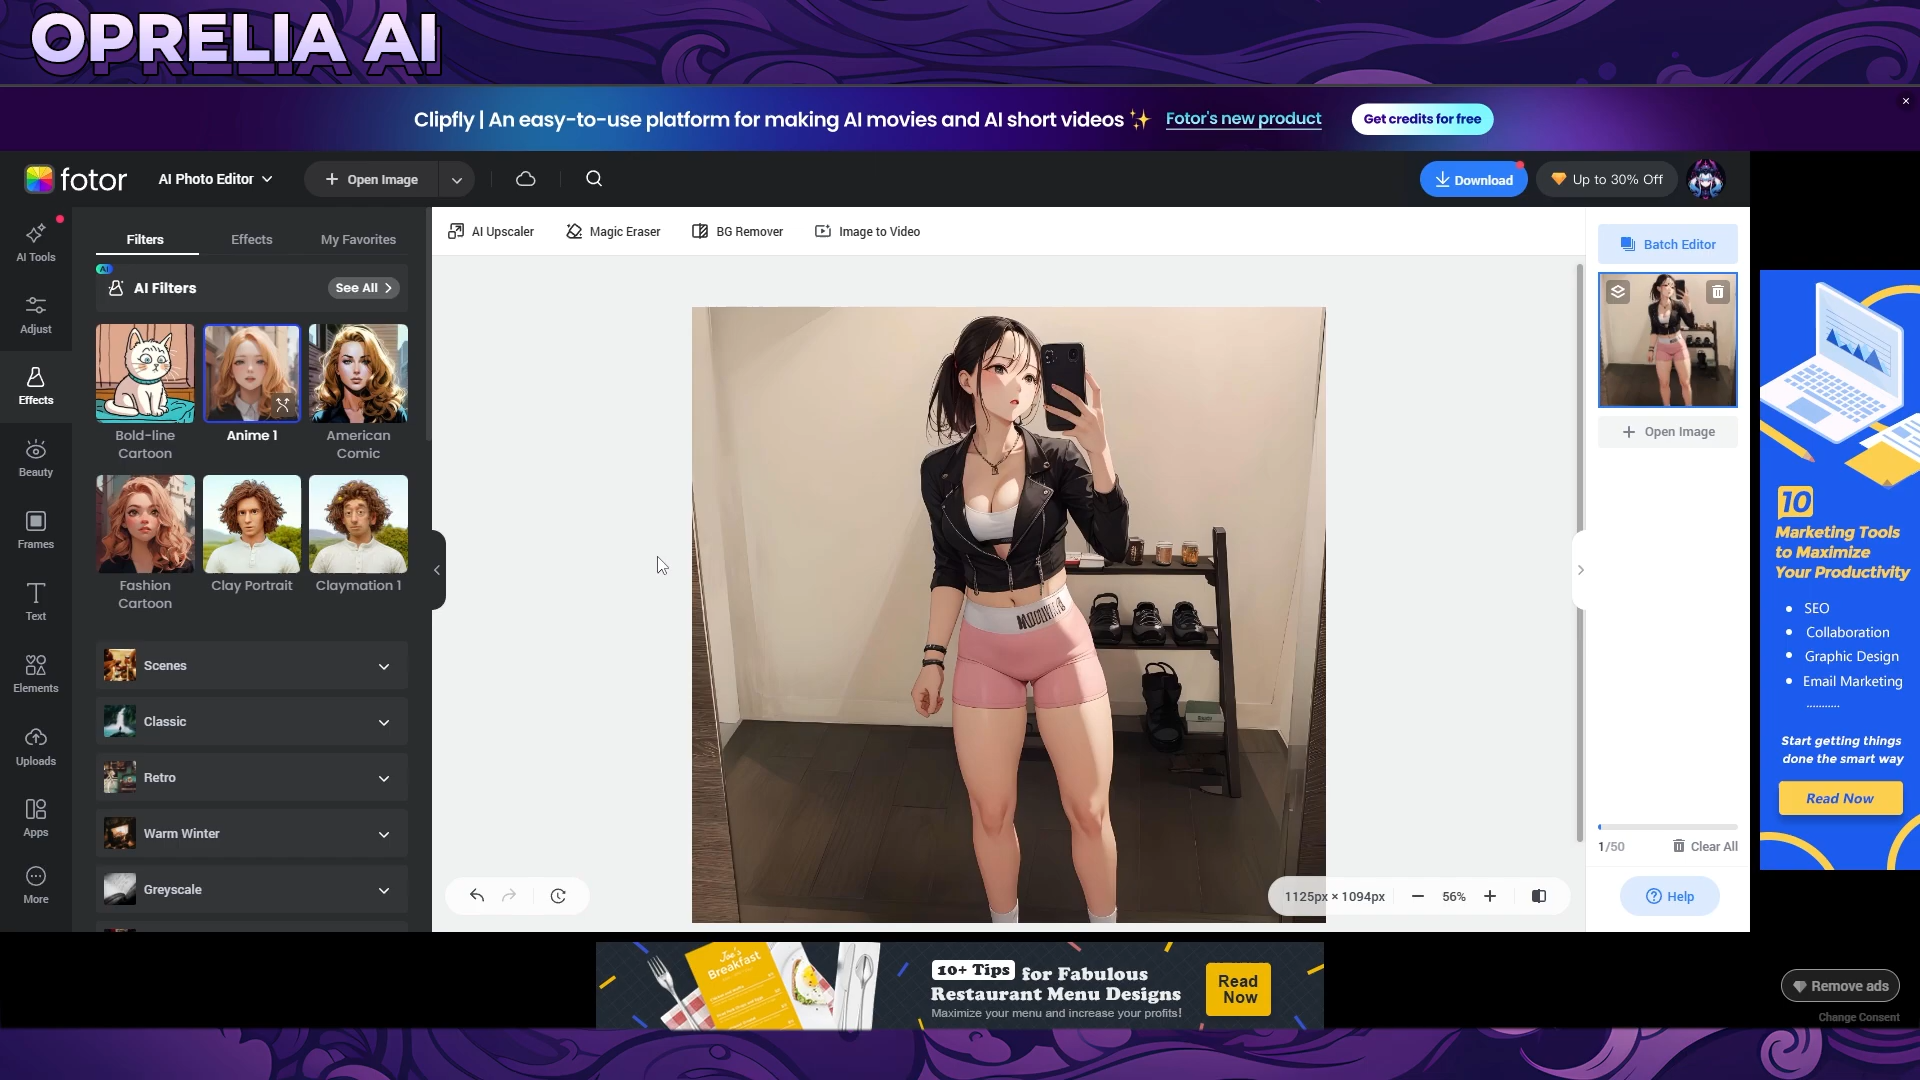 OPRELIA AI
Clipfly | An easy-to-use platform for making AI movies and AI short videos ✨ Fotor's new product Get credits for free
fotor AI Photo Editor Open Image Download Up to 30% Off
AI Tools
Adjust
Effects
Beauty
Frames
Text
Elements
Uploads
Apps
More
Filters Effects My Favorites
AI
AI Filters See All
Bold-line
Cartoon
Anime 1
American
Comic
Fashion
Cartoon
Clay Portrait
Claymation 1
Scenes
Classic
Retro
Warm Winter
Greyscale
AI Upscaler Magic Eraser BG Remover Image to Video
1125px × 1094px 56%
Batch Editor
Open Image
1/50 Clear All
Help
10
Marketing Tools
to Maximize
Your Productivity
• SEO
• Collaboration
• Graphic Design
• Email Marketing
...........
Start getting things
done the smart way
Read Now
Joe's
Breakfast
10+ Tips for Fabulous
Restaurant Menu Designs
Maximize your menu and increase your profits!
Read
Now
Remove ads
Change Consent